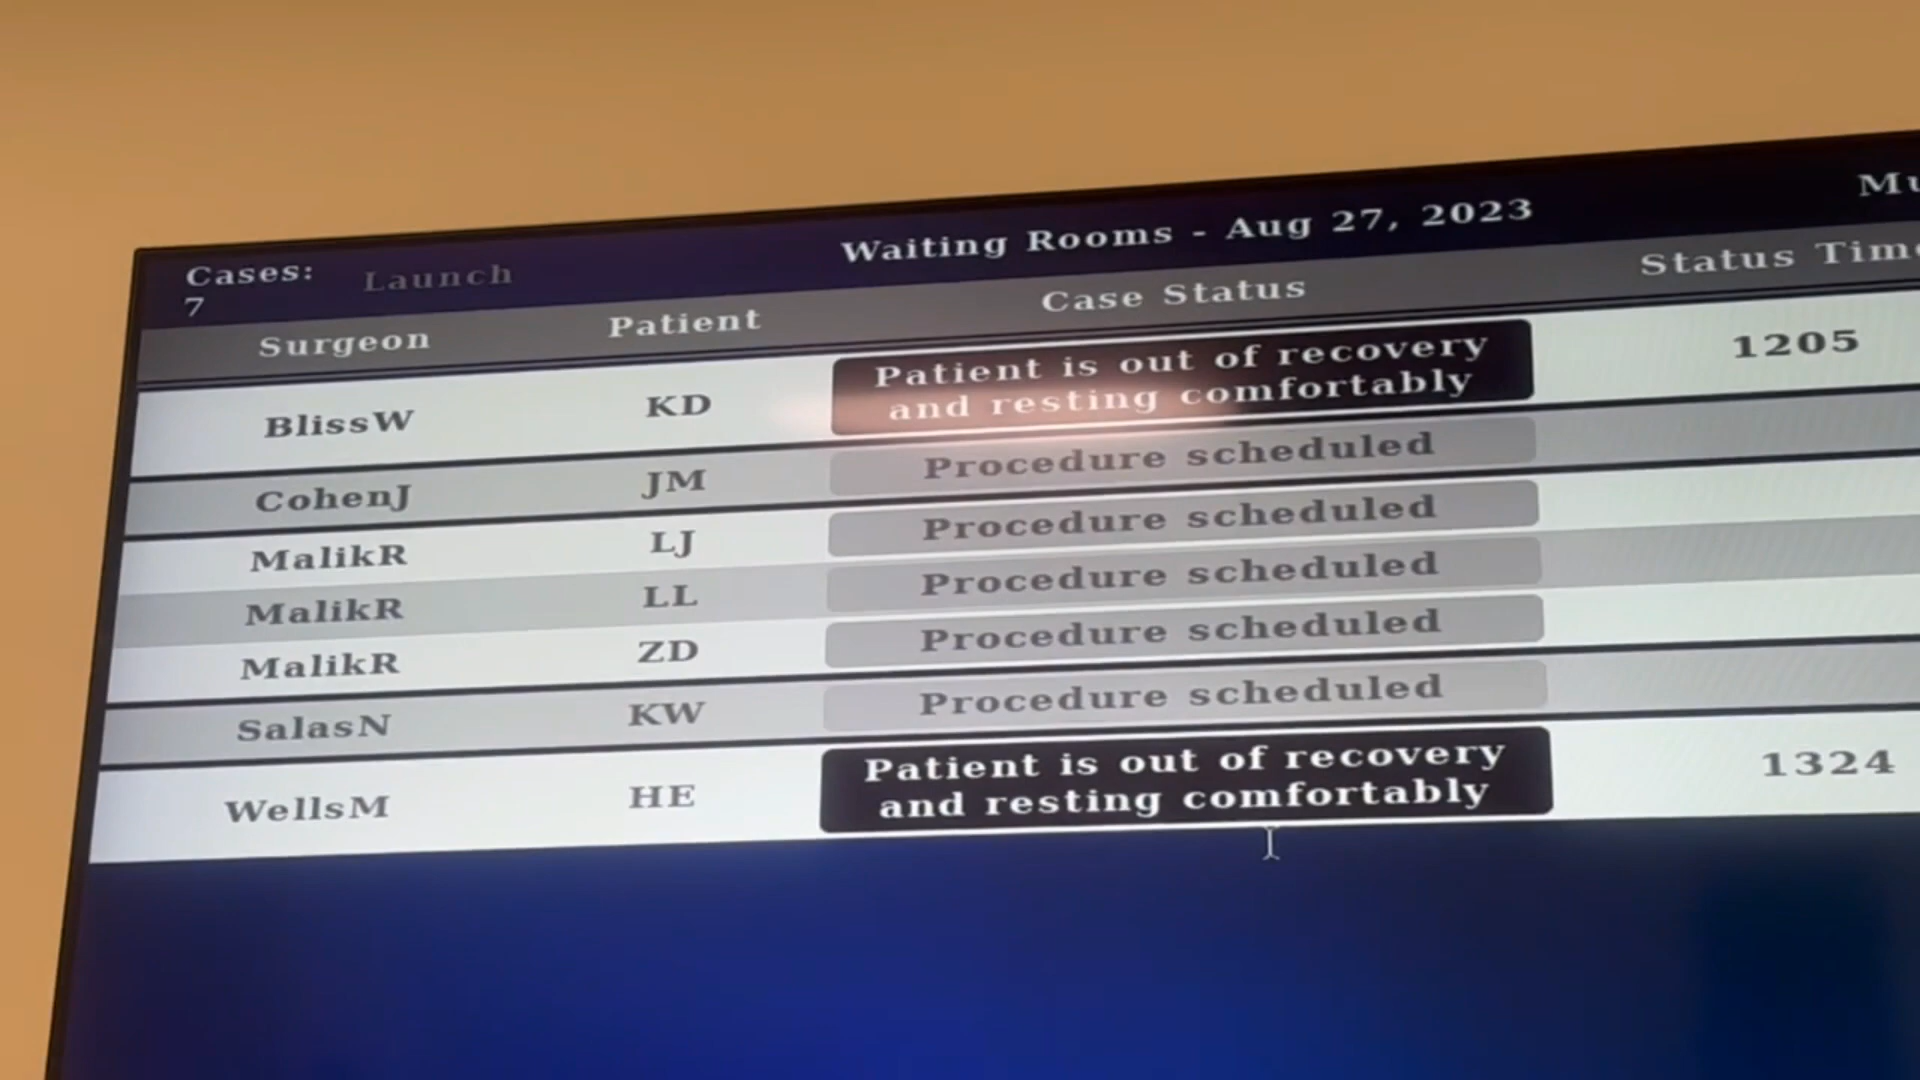 Cases: Launch Waiting Rooms - Aug 27, 2023
7
Surgeon Patient Case Status Status Time
BlissW KD Patient is out of recovery 1205
and resting comfortably
CohenJ JM Procedure scheduled
MalikR LJ Procedure scheduled
MalikR LL Procedure scheduled
MalikR ZD Procedure scheduled
SalasN KW Procedure scheduled
WellsM HE Patient is out of recovery 1324
and resting comfortably